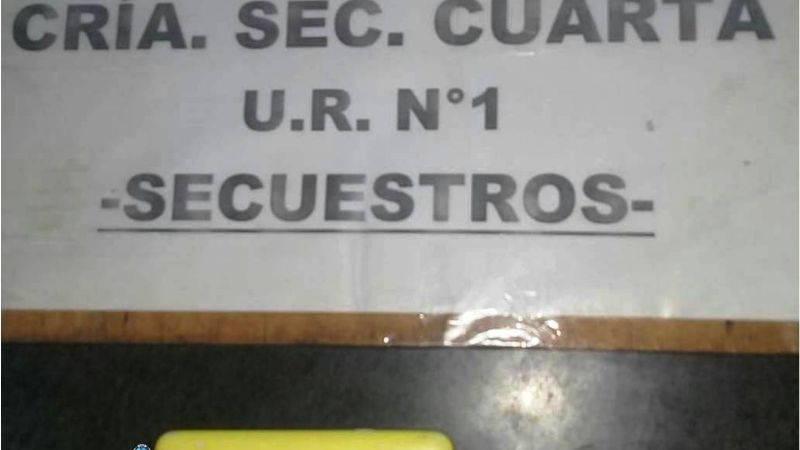 CRÍA. SEC. CUARTA
U.R. N°1
-SECUESTROS-